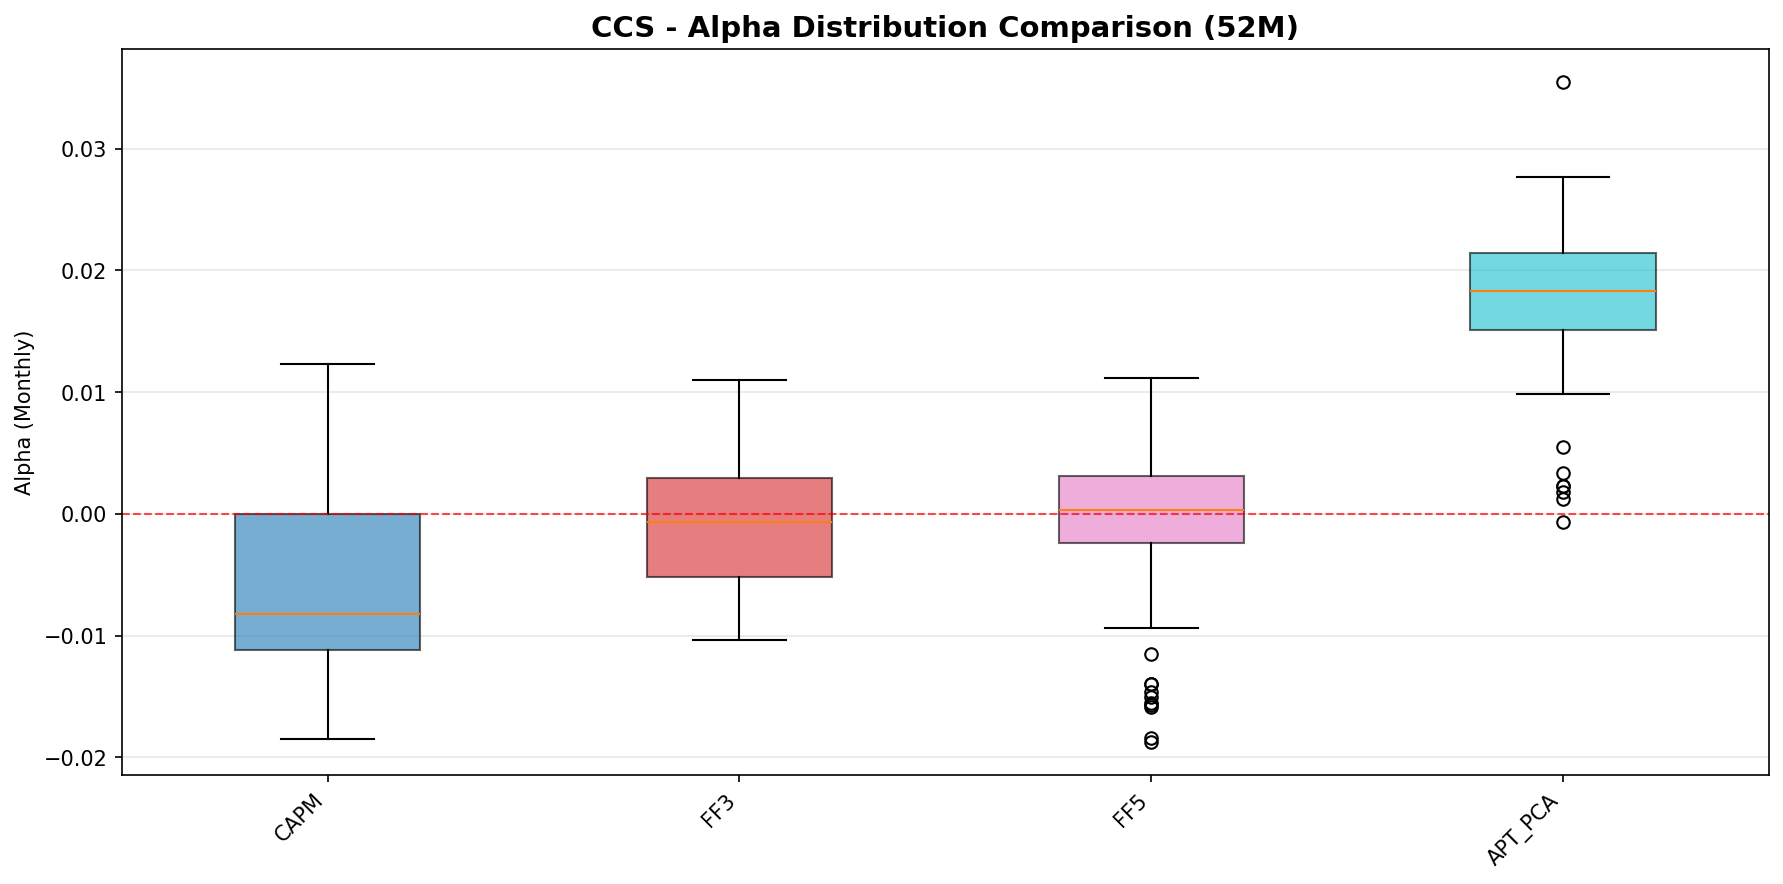 CCS - Alpha Distribution Comparison (52M)
Alpha (Monthly)
0.03
0.02
0.01
0.00
−0.01
−0.02
CAPM
FF3
FF5
APT_PCA